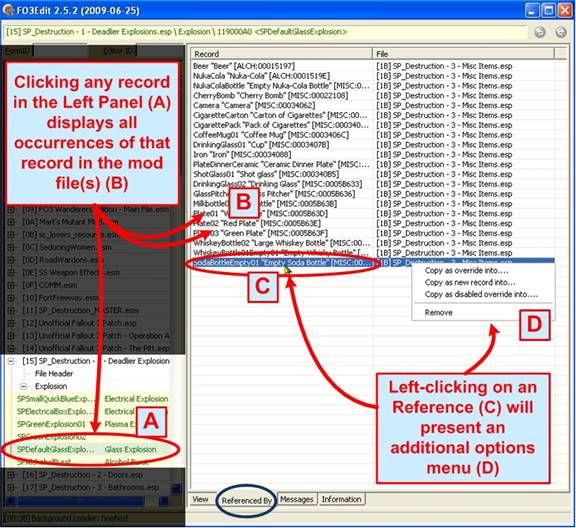 FO3Edit 2.5.2 (2009-06-25)
[15] SP_Destruction - 1 - Deadlier Explosions.esp \ Explosion \ 119000A0 <SPDefaultGlassExplosion>
FormID
Editor ID
Clicking any record
in the Left Panel (A)
displays all
occurrences of that
record in the mod
file(s) (B)
[09] FO3 Wanderers Edition - Main File.esm
[0A] Mart's Mutant Mod.esm
[0B] sc_lovers_resource.esm
[0C] SeducingWomen.esm
[0D] RoadWardens.esm
[0E] SS Weapon Effect
[0F] COMM.esm
[10] FortFreeway.esm
[11] SP_Destruction_MASTER.esm
[12] Unofficial Fallout 3 Patch.esm
[13] Unofficial Fallout 3 Patch - Op
[14] Unofficial Fallout 3 Patch - The Pitt.esp
[15] SP_Destruction - 1 - Deadlier Explosion
File Header
Explosion
SPSmallQuickBlueExp... Electrical Explosion
SPElectricalBoxExplo... Electrical Explosion
SPGreenExplosion01 Plasma E
SPGreenExplosion02
SPDefaultGlassExplo... Glass Explosion
SPAlcoholBurst Alcohol Burst
[16] SP_Destruction - 2 - Doors.esp
[17] SP_Destruction - 3 - Bathrooms.esp
A
Record File
Beer "Beer" [ALCH:00015197] [1B] SP_Destruction - 3 - Misc Items.esp
NukaCola "Nuka-Cola" [ALCH:0001519E] [1B] SP_Destruction - 3 - Misc Items.esp
NukaColaBottle "Empty Nuka-Cola Bottle" [MISC:00... [1B] SP_Destruction - 3 - Misc Items.esp
CherryBomb "Cherry Bomb" [MISC:00022108] [1B] SP_Destruction - 3 - Misc Items.esp
Camera "Camera" [MISC:00034062] [1B] SP_Destruction - 3 - Misc Items.esp
CigaretteCarton "Carton of Cigarettes" [MISC:00... [1B] SP_Destruction - 3 - Misc Items.esp
CigarettePack "Pack of Cigarettes" [MISC:000340... [1B] SP_Destruction - 3 - Misc Items.esp
CoffeeMug01 "Coffee Mug" [MISC:0003406C] [1B] SP_Destruction - 3 - Misc Items.esp
DrinkingGlass01 "Cup" [MISC:0003407B] [1B] SP_Destruction - 3 - Misc Items.esp
Iron "Iron" [MISC:00034088] [1B] SP_Destruction - 3 - Misc Items.esp
PlateDinnerCeramic "Ceramic Dinner Plate" [MISC... [1B] SP_Destruction - 3 - Misc Items.esp
ShotGlass01 "Shot glass" [MISC:000340B5] [1B] SP_Destruction - 3 - Misc Items.esp
DrinkingGlass02 "Drinking Glass" [MISC:0005B633] [1B] SP_Destruction - 3 - Misc Items.esp
GlassPitch Pitcher" [MISC:0005B636] [1B] SP_Destruction - 3 - Misc Items.esp
Milkbottle0 [MISC:0005B63B] [1B] SP_Destruction - 3 - Misc Items.esp
Plate01 "W [MISC:0005B63D] [1B] SP_Destruction - 3 - Misc Items.esp
Plate02 "Red Plate" [MISC:0005B63E] [1B] SP_Destruction - 3 - Misc Items.esp
03 "Green Plate" [MISC:0005B63F] [1B] SP_Destruction - 3 - Misc Items.esp
WhiskeyBottle02 "Large Whiskey Bottle" [MISC:00... [1B] SP_Destruction - 3 - Misc Items.esp
WhiskeyBottle01Empty01 "Empty Whisky Bottle"... [1B] SP_Destruction - 3 - Misc Items.esp
sodaBottleEmpty01 "Empty Soda Bottle" [MISC:00... [1B] SP_Destruction - 3 - Misc Items.esp
B
C
Copy as override into....
Copy as new record into...
Copy as disabled override into....
Remove
D
Left-clicking on an
Reference (C) will
present an
additional options
menu (D)
View Referenced By Messages Information
[00:38] Background Loader: finished